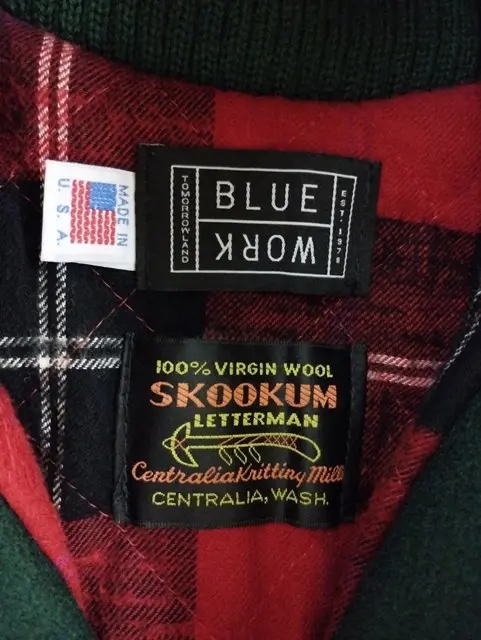 MADE IN
U.S.A.
TOMORROWLAND
BLUE
WORK
EST·1978
100% VIRGIN WOOL
SKOOKUM
LETTERMAN
Centralia Knitting Mills
CENTRALIA, WASH.